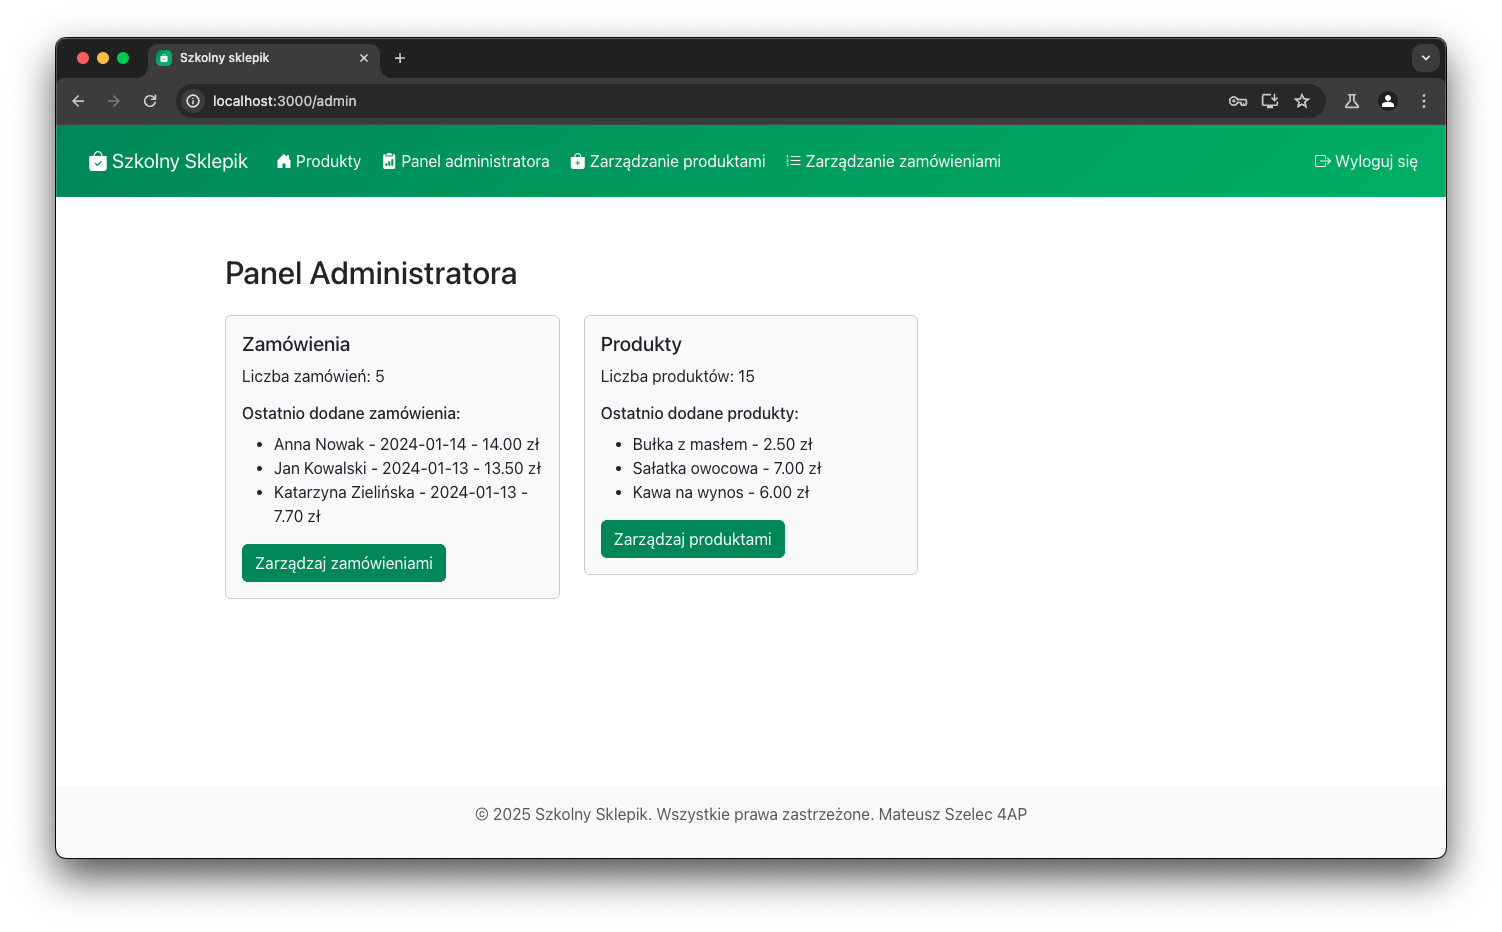 Szkolny sklepik
localhost:3000/admin
Szkolny Sklepik Produkty Panel administratora Zarządzanie produktami Zarządzanie zamówieniami Wyloguj się
Panel Administratora
Zamówienia
Liczba zamówień: 5
Ostatnio dodane zamówienia:
• Anna Nowak - 2024-01-14 - 14.00 zł
• Jan Kowalski - 2024-01-13 - 13.50 zł
• Katarzyna Zielińska - 2024-01-13 -
7.70 zł
Zarządzaj zamówieniami
Produkty
Liczba produktów: 15
Ostatnio dodane produkty:
• Bułka z masłem - 2.50 zł
• Sałatka owocowa - 7.00 zł
• Kawa na wynos - 6.00 zł
Zarządzaj produktami
© 2025 Szkolny Sklepik. Wszystkie prawa zastrzeżone. Mateusz Szelec 4AP